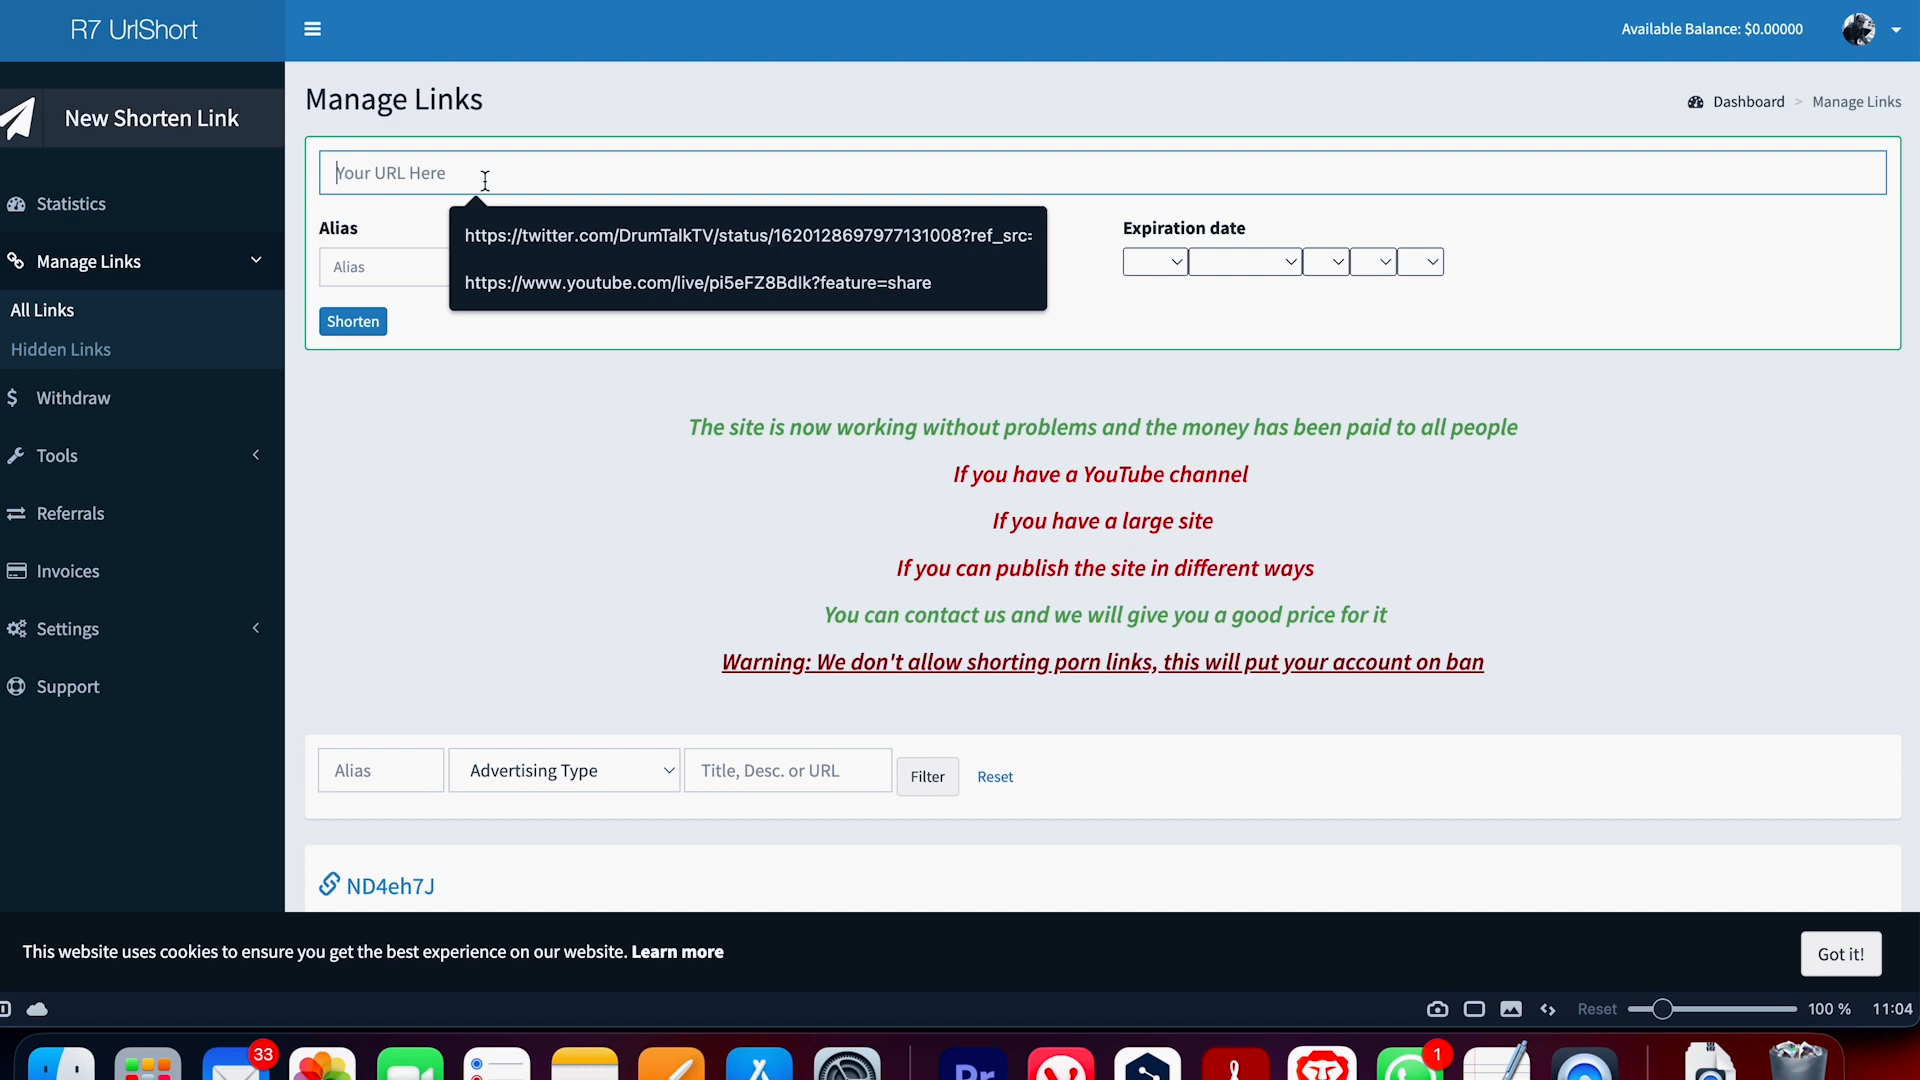 R7 UrlShort
Available Balance: $0.00000
New Shorten Link
Statistics
Manage Links
All Links
Hidden Links
Withdraw
Tools
Referrals
Invoices
Settings
Support
Manage Links
Dashboard > Manage Links
Your URL Here
https://twitter.com/DrumTalkTV/status/1620128697977131008?ref_src=
https://www.youtube.com/live/pi5eFZ8Bdlk?feature=share
Alias
Alias
Expiration date
Shorten
The site is now working without problems and the money has been paid to all people
If you have a YouTube channel
If you have a large site
If you can publish the site in different ways
You can contact us and we will give you a good price for it
Warning: We don't allow shorting porn links, this will put your account on ban
Alias
Advertising Type
Title, Desc. or URL
Filter
Reset
ND4eh7J
This website uses cookies to ensure you get the best experience on our website. Learn more
Got it!
Reset
100 %
11:04
33
Pr
1